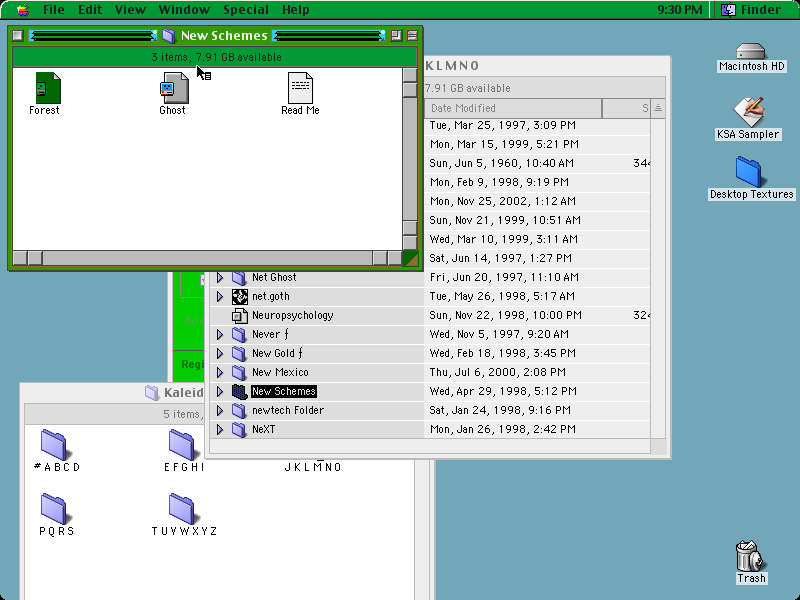 File Edit View Window Special Help 9:30 PM Finder
New Schemes
3 items, 7.91 GB available
Forest
Ghost
Read Me
KLMNO
7.91 GB available
Date Modified S
Tue, Mar 25, 1997, 3:09 PM
Mon, Mar 15, 1999, 5:21 PM
Sun, Jun 5, 1960, 10:40 AM 344
Mon, Feb 9, 1998, 9:19 PM
Mon, Nov 25, 2002, 1:12 AM
Sun, Nov 21, 1999, 10:51 AM
Wed, Mar 10, 1999, 3:11 AM
Sat, Jun 14, 1997, 1:27 PM
Net Ghost Fri, Jun 20, 1997, 11:10 AM
net.goth Tue, May 26, 1998, 5:17 AM
Neuropsychology Sun, Nov 22, 1998, 10:00 PM 324
Never ƒ Wed, Nov 5, 1997, 9:20 AM
New Gold ƒ Wed, Feb 18, 1998, 3:45 PM
New Mexico Thu, Jul 6, 2000, 2:08 PM
New Schemes Wed, Apr 29, 1998, 5:12 PM
newtech Folder Sat, Jan 24, 1998, 9:16 PM
NeXT Mon, Jan 26, 1998, 2:42 PM
Regi
Kaleid
5 items,
#ABCD
EFGHI
JKLMNO
PQRS
TUVWXYZ
Macintosh HD
KSA Sampler
Desktop Textures
Trash